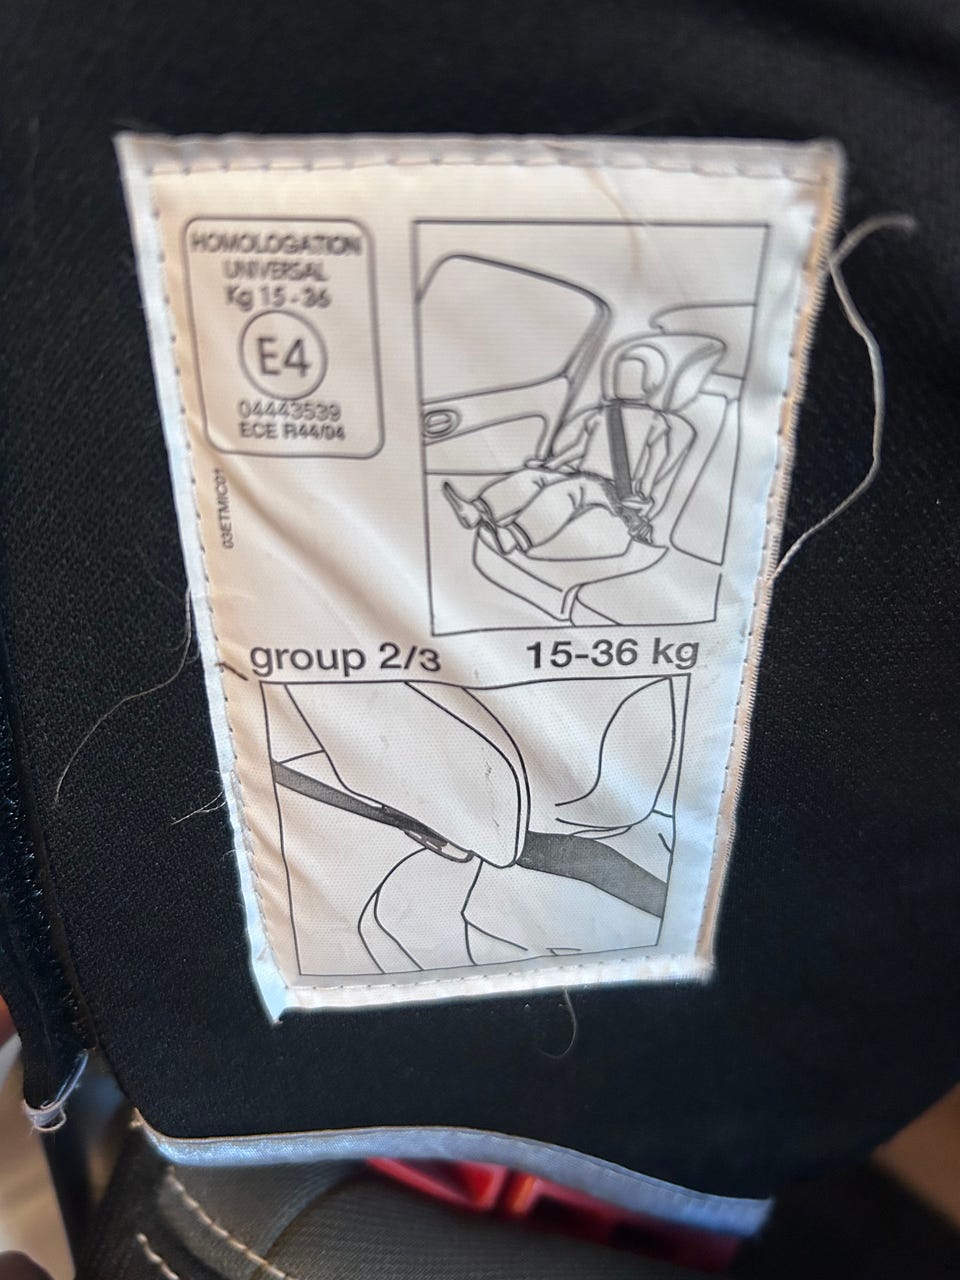 HOMOLOGATION
UNIVERSAL
Kg 15 - 36
E4
04443539
ECE R44/04
03ETMIC01
group 2/3 15-36 kg